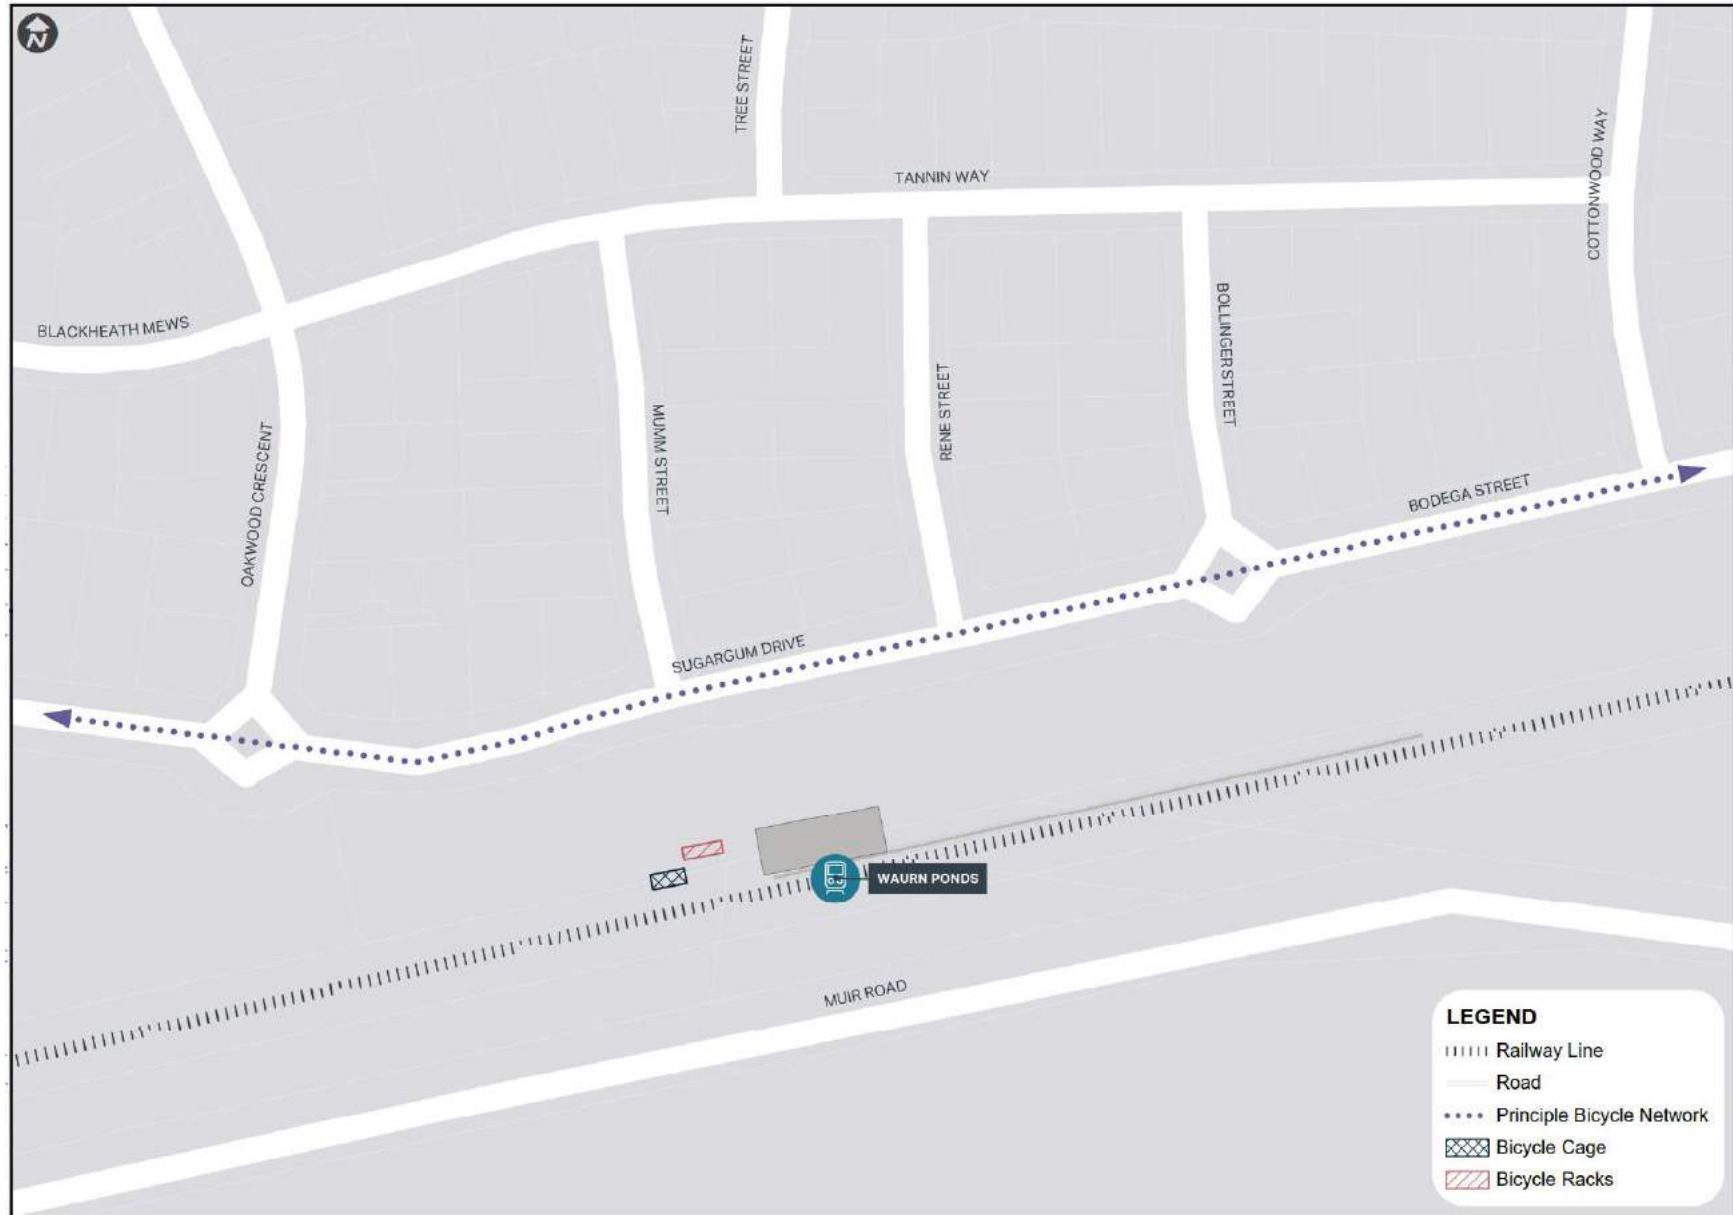 N
TREE STREET
COTTONWOOD WAY
TANNIN WAY
BLACKHEATH MEWS
BOLLINGER STREET
RENE STREET
MUMM STREET
OAKWOOD CRESCENT
BODEGA STREET
SUGARGUM DRIVE
WAURN PONDS
MUIR ROAD
LEGEND
Railway Line
Road
Principle Bicycle Network
Bicycle Cage
Bicycle Racks